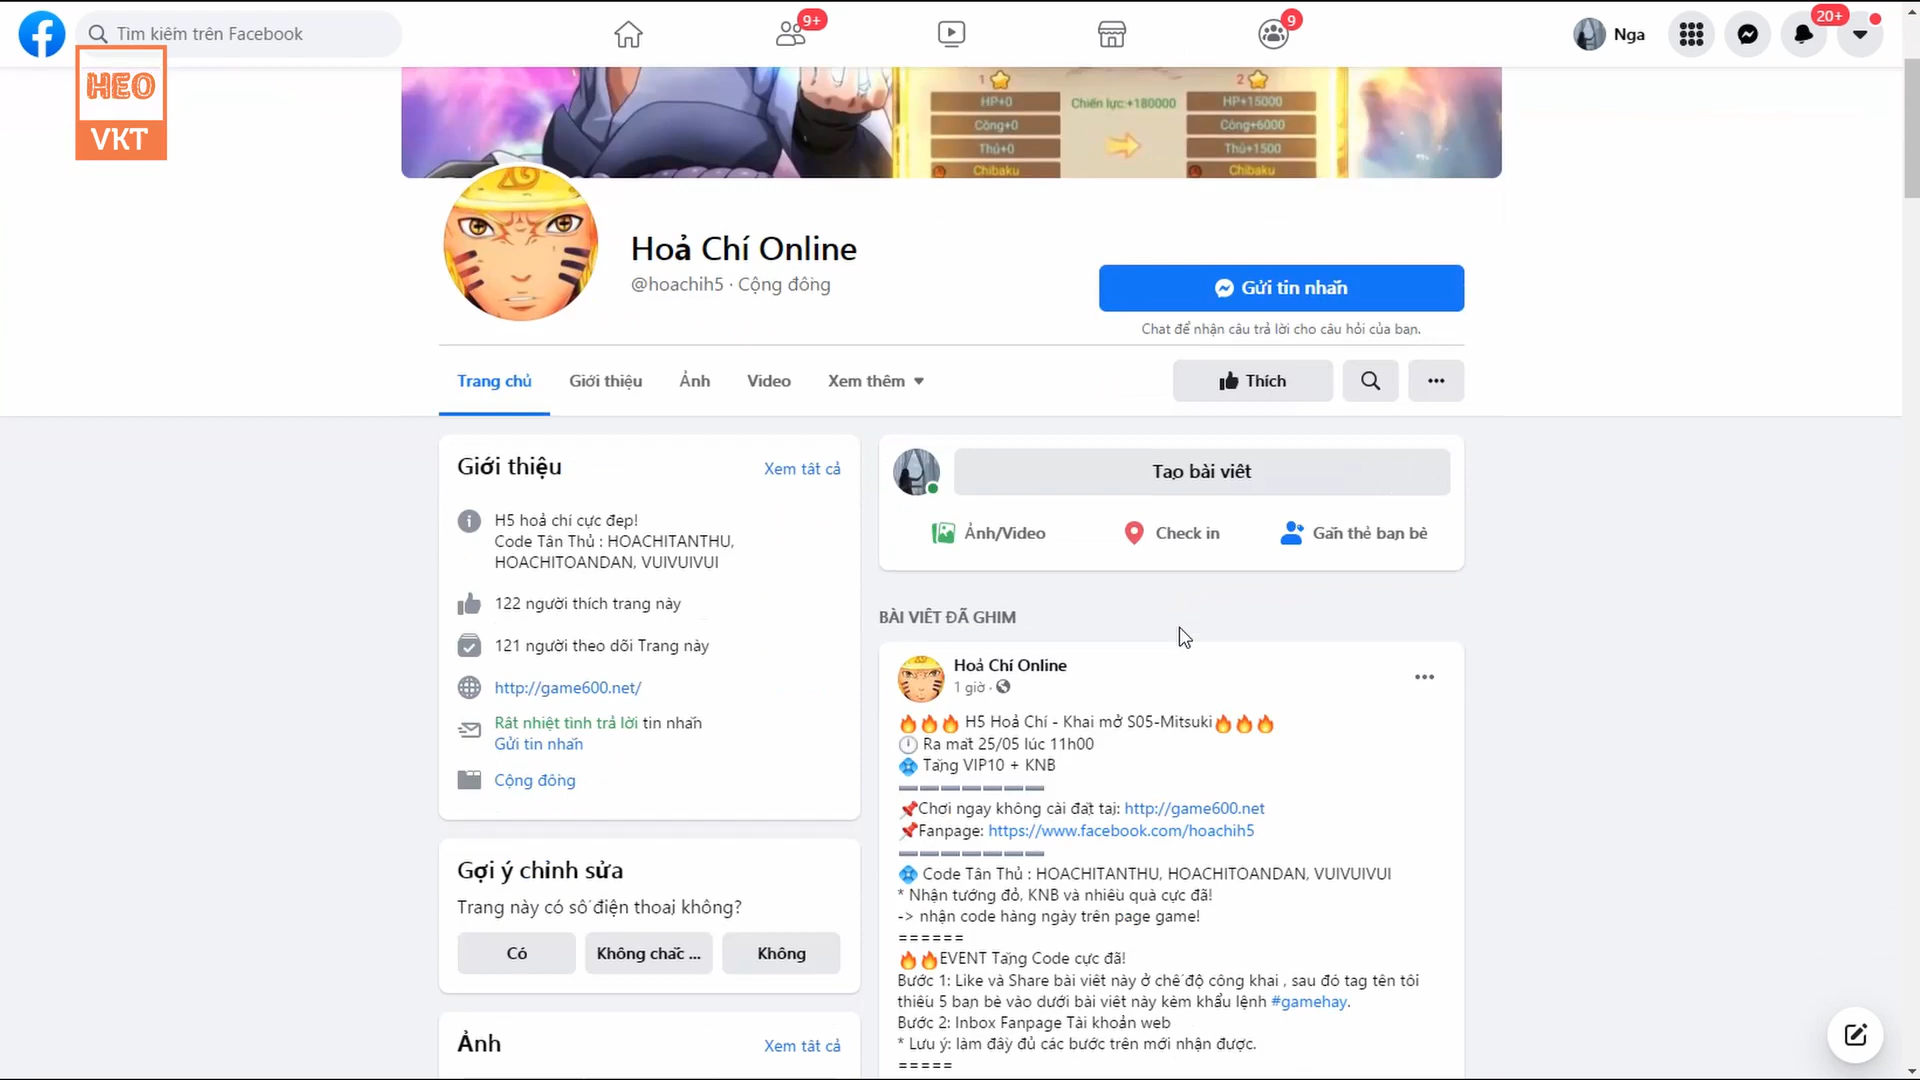 Tìm kiếm trên Facebook
9+
9
Nga
20+
HEO
VKT
1
2
HP+0
Chiến lực:+180000
HP+15000
Công+0
Công+6000
Thủ+0
Thủ+1500
Chibaku
Chibaku
Hoả Chí Online
@hoachih5 · Cộng đồng
Gửi tin nhắn
Chat để nhận câu trả lời cho câu hỏi của bạn.
Trang chủ
Giới thiệu
Ảnh
Video
Xem thêm
Thích
Giới thiệu
Xem tất cả
H5 hoả chí cực đẹp!
Code Tân Thủ : HOACHITANTHU,
HOACHITOANDAN, VUIVUIVUI
122 người thích trang này
121 người theo dõi Trang này
http://game600.net/
Rất nhiệt tình trả lời tin nhắn
Gửi tin nhắn
Cộng đồng
Gợi ý chỉnh sửa
Trang này có số điện thoại không?
Có
Không chắc ...
Không
Ảnh
Xem tất cả
Tạo bài viết
Ảnh/Video
Check in
Gắn thẻ bạn bè
BÀI VIẾT ĐÃ GHIM
Hoả Chí Online
1 giờ ·
🔥🔥🔥 H5 Hoả Chí - Khai mở S05-Mitsuki🔥🔥🔥
🕛 Ra mắt 25/05 lúc 11h00
💠 Tặng VIP10 + KNB
➖➖➖➖➖➖➖
📌Chơi ngay không cài đặt tại: http://game600.net
📌Fanpage: https://www.facebook.com/hoachih5
➖➖➖➖➖➖➖
💠 Code Tân Thủ : HOACHITANTHU, HOACHITOANDAN, VUIVUIVUI
* Nhận tướng đỏ, KNB và nhiều quà cực đã!
-> nhận code hàng ngày trên page game!
======
🔥🔥EVENT Tặng Code cực đã!
Bước 1: Like và Share bài viết này ở chế độ công khai , sau đó tag tên tối
thiểu 5 bạn bè vào dưới bài viết này kèm khẩu lệnh #gamehay.
Bước 2: Inbox Fanpage Tài khoản web
* Lưu ý: làm đầy đủ các bước trên mới nhận được.
=====